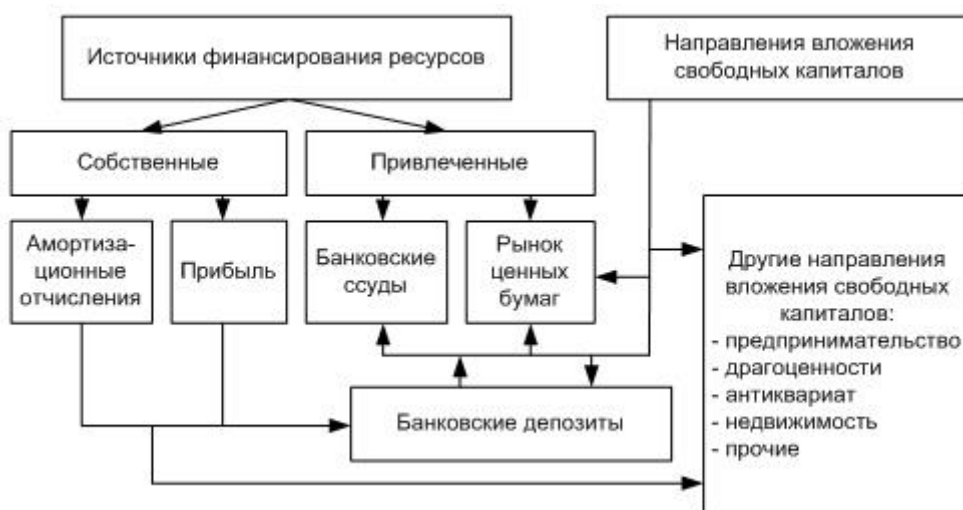 Источники финансирования ресурсов
Направления вложения
свободных капиталов
Собственные
Привлеченные
Амортиза-
ционные
отчисления
Прибыль
Банковские
ссуды
Рынок
ценных
бумаг
Другие направления
вложения свободных
капиталов:
- предпринимательство
- драгоценности
- антиквариат
- недвижимость
- прочие
Банковские депозиты